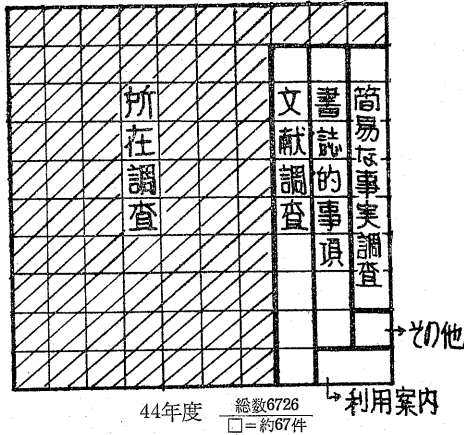 所在調査
文献調査
書誌的事項
簡易な事実調査
→その他
→利用案内
44年度 総数6726
□=約67件